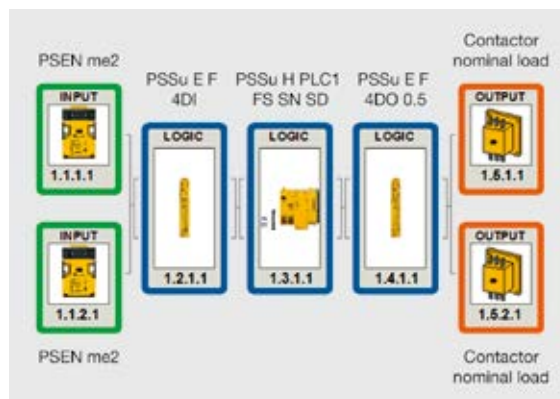 PSEN me2
INPUT
1.1.1.1
INPUT
1.1.2.1
PSEN me2
PSSu E F
4DI
LOGIC
1.2.1.1
PSSu H PLC1
FS SN SD
LOGIC
1.3.1.1
PSSu E F
4DO 0.5
LOGIC
1.4.1.1
Contactor
nominal load
OUTPUT
1.5.1.1
OUTPUT
1.5.2.1
Contactor
nominal load